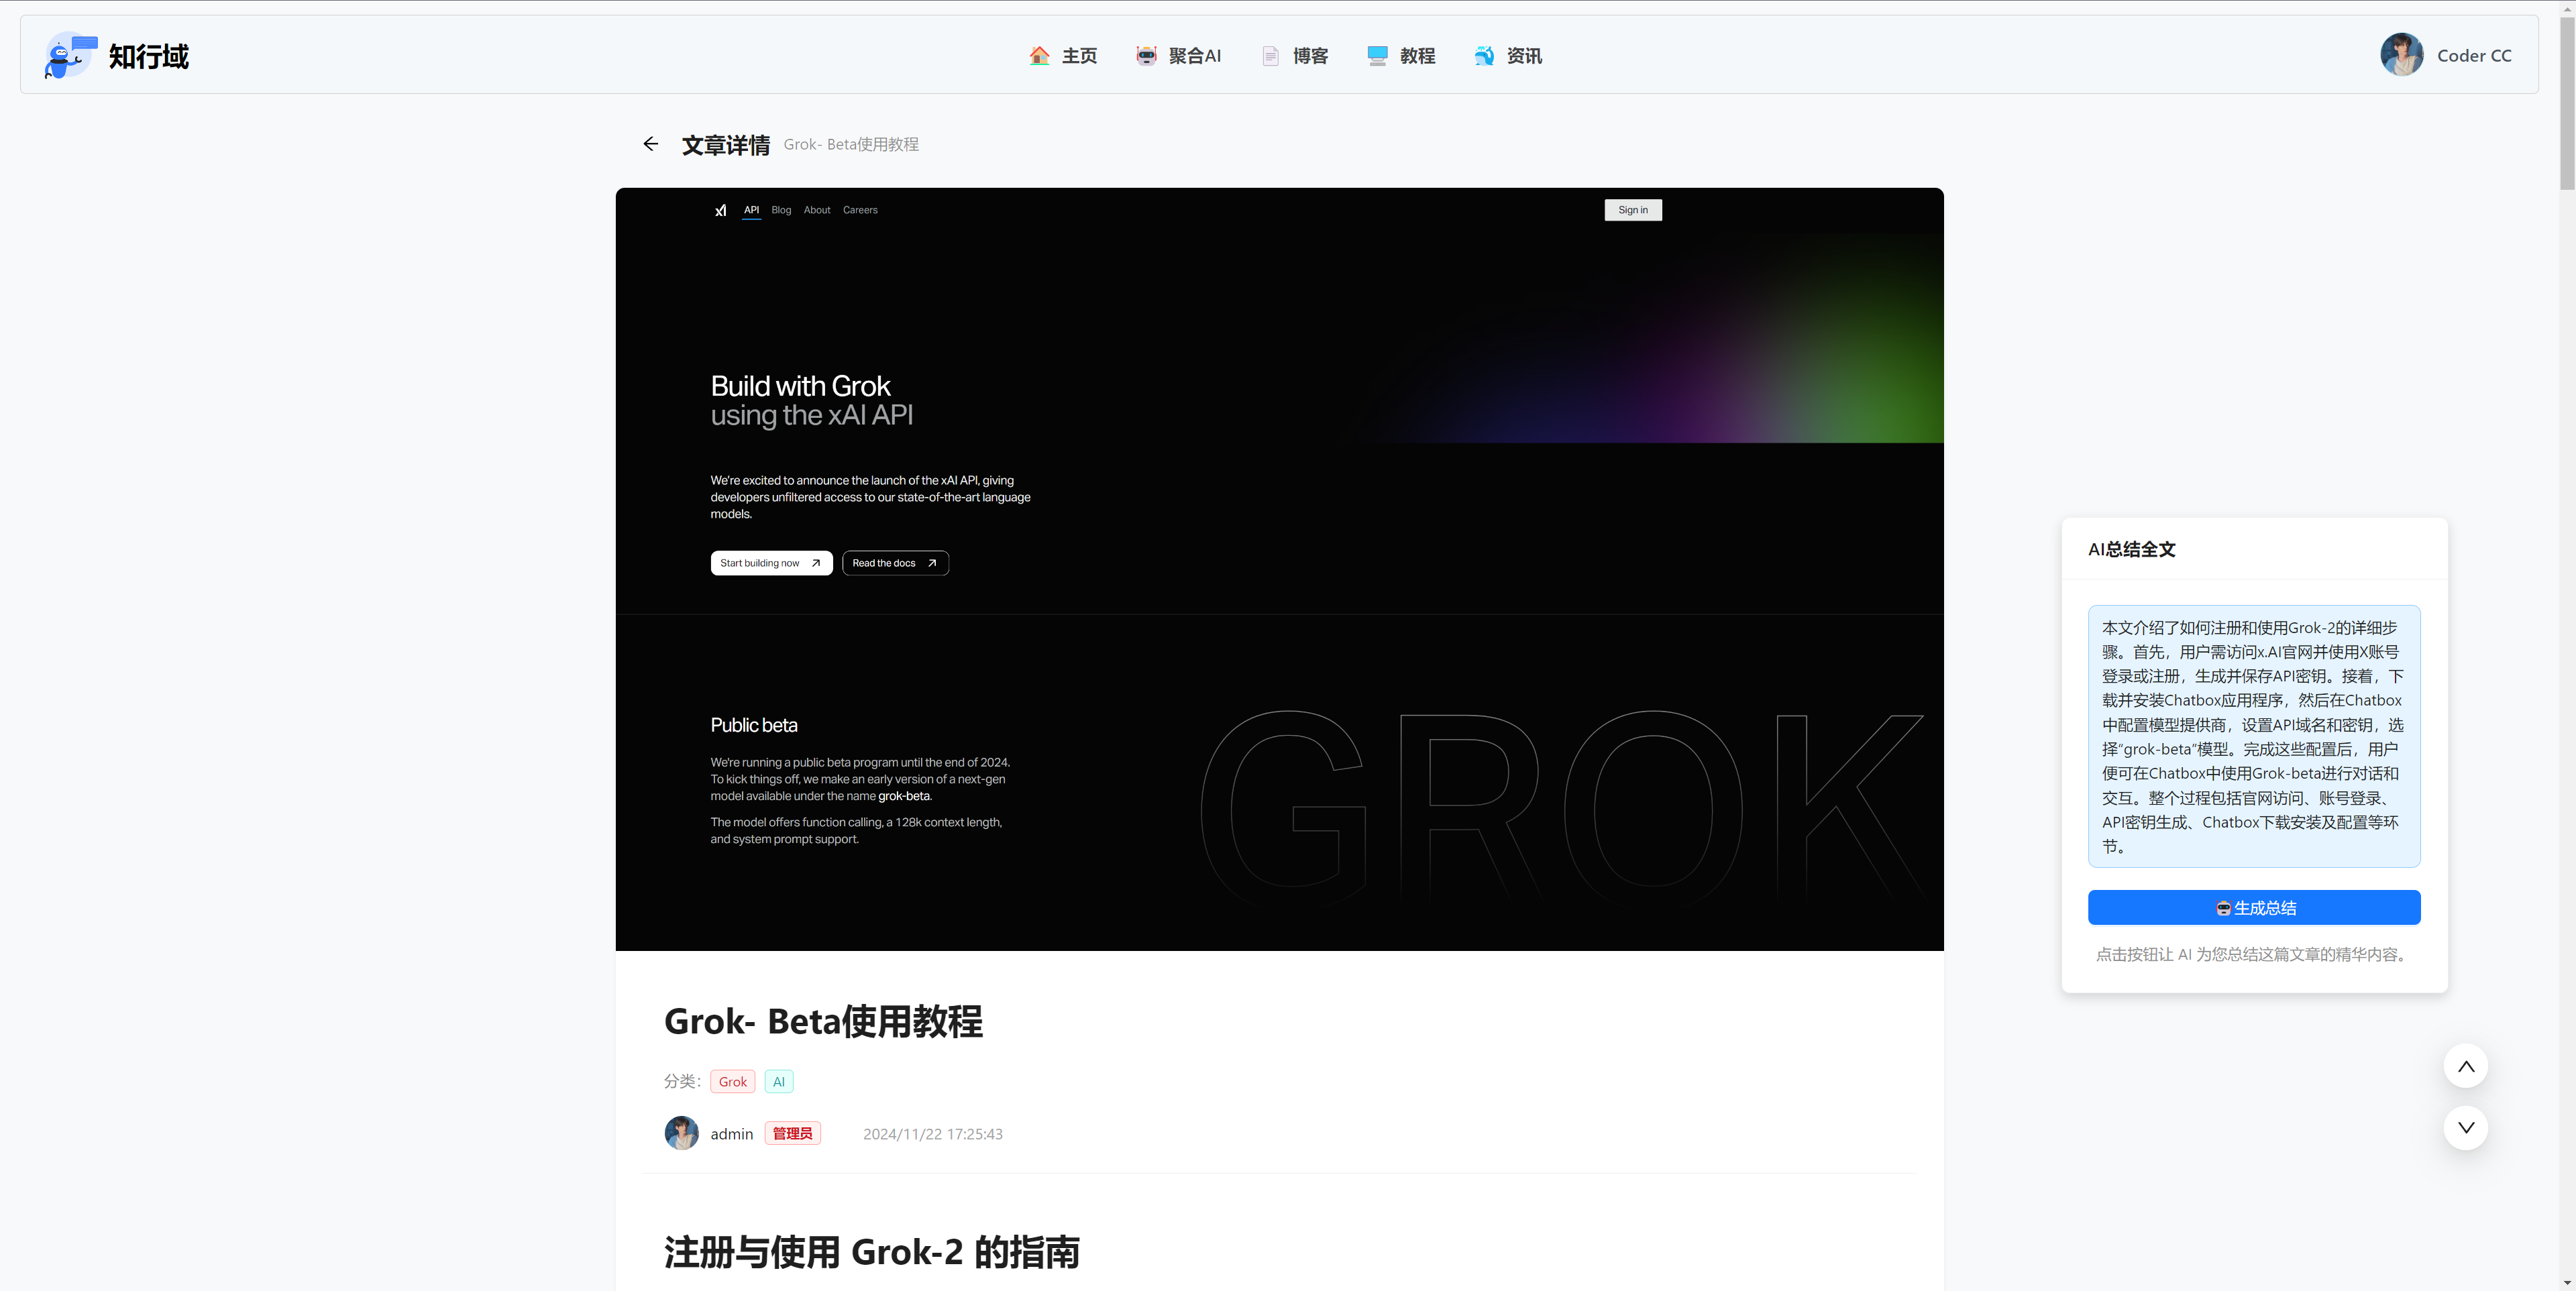 知行域
主页
聚合AI
博客
教程
资讯
Coder CC
文章详情 Grok- Beta使用教程
xAI API Blog About Careers
Sign in
Build with Grok
using the xAI API
We're excited to announce the launch of the xAI API, giving
developers unfiltered access to our state-of-the-art language
models.
Start building now
Read the docs
Public beta
We're running a public beta program until the end of 2024.
To kick things off, we make an early version of a next-gen
model available under the name grok-beta.
The model offers function calling, a 128k context length,
and system prompt support.
GROK
Grok- Beta使用教程
分类: Grok AI
admin 管理员 2024/11/22 17:25:43
注册与使用 Grok-2 的指南
AI总结全文
本文介绍了如何注册和使用Grok-2的详细步
骤。首先，用户需访问x.AI官网并使用X账号
登录或注册，生成并保存API密钥。接着，下
载并安装Chatbox应用程序，然后在Chatbox
中配置模型提供商，设置API域名和密钥，选
择"grok-beta"模型。完成这些配置后，用户
便可在Chatbox中使用Grok-beta进行对话和
交互。整个过程包括官网访问、账号登录、
API密钥生成、Chatbox下载安装及配置等环
节。
生成总结
点击按钮让 AI 为您总结这篇文章的精华内容。